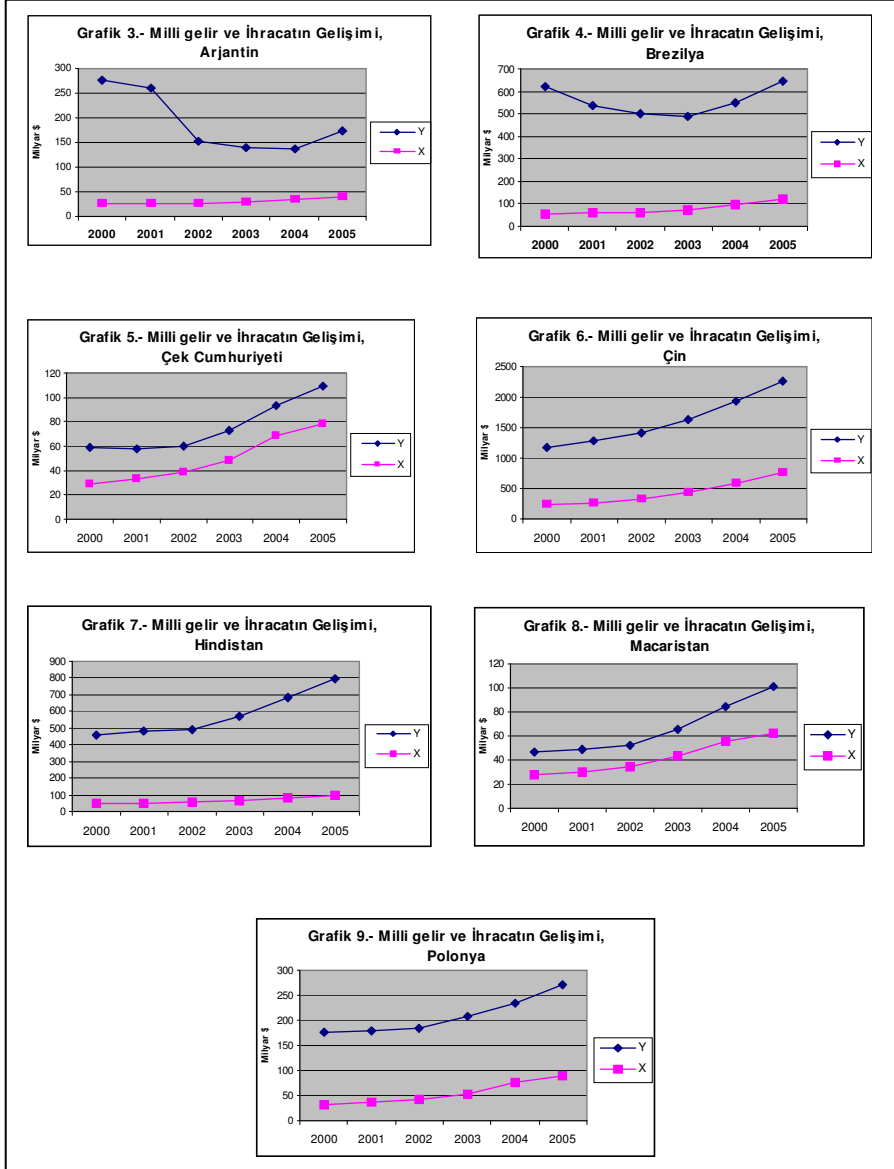 Grafik 3.- Milli gelir ve İhracatın Gelişimi,
Arjantin
300
250
200
150
100
50
0
Milyar $
2000 2001 2002 2003 2004 2005
Y
X
Grafik 4.- Milli gelir ve İhracatın Gelişimi,
Brezilya
700
600
500
400
300
200
100
0
Milyar $
2000 2001 2002 2003 2004 2005
Y
X
Grafik 5.- Milli gelir ve İhracatın Gelişimi,
Çek Cumhuriyeti
120
100
80
60
40
20
0
Milyar $
2000 2001 2002 2003 2004 2005
Y
X
Grafik 6.- Milli gelir ve İhracatın Gelişimi,
Çin
2500
2000
1500
1000
500
0
Milyar $
2000 2001 2002 2003 2004 2005
Y
X
Grafik 7.- Milli gelir ve İhracatın Gelişimi,
Hindistan
900
800
700
600
500
400
300
200
100
0
Milyar $
2000 2001 2002 2003 2004 2005
Y
X
Grafik 8.- Milli gelir ve İhracatın Gelişimi,
Macaristan
120
100
80
60
40
20
0
Milyar $
2000 2001 2002 2003 2004 2005
Y
X
Grafik 9.- Milli gelir ve İhracatın Gelişimi,
Polonya
300
250
200
150
100
50
0
Milyar $
2000 2001 2002 2003 2004 2005
Y
X